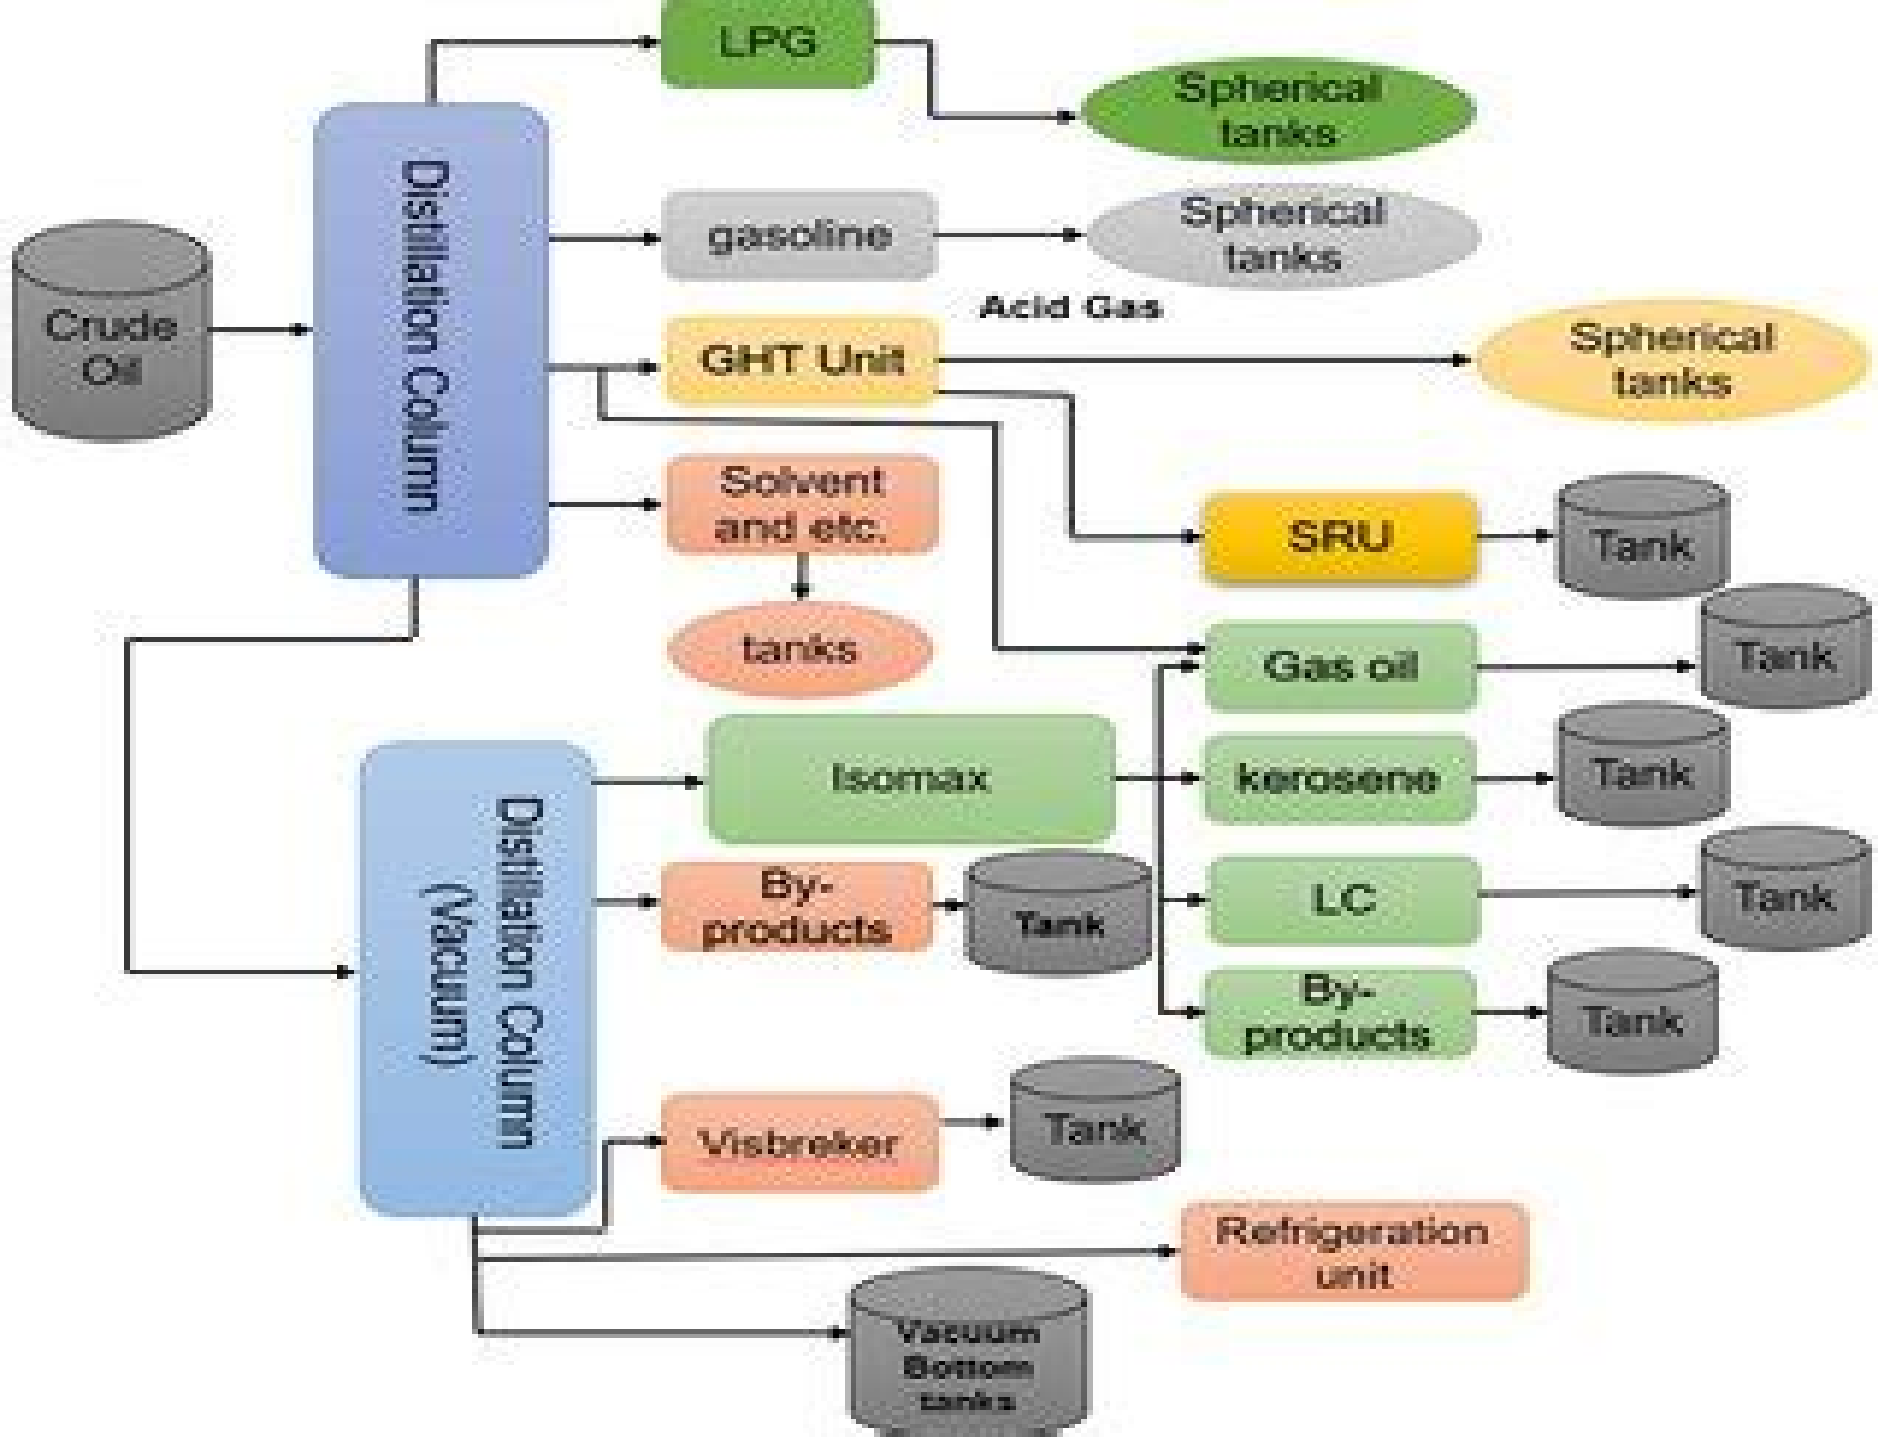 LPG
Spherical
tanks
Distillation Column
gasoline
Spherical
tanks
Crude
Oil
Acid Gas
GHT Unit
Spherical
tanks
Solvent
and etc.
SRU
Tank
tanks
Gas oil
Tank
Isomax
kerosene
Tank
Distillation Column
(Vacuum)
By-
products
Tank
LC
Tank
By-
products
Tank
Visbreker
Tank
Refrigeration
unit
Vacuum
Bottom
tanks